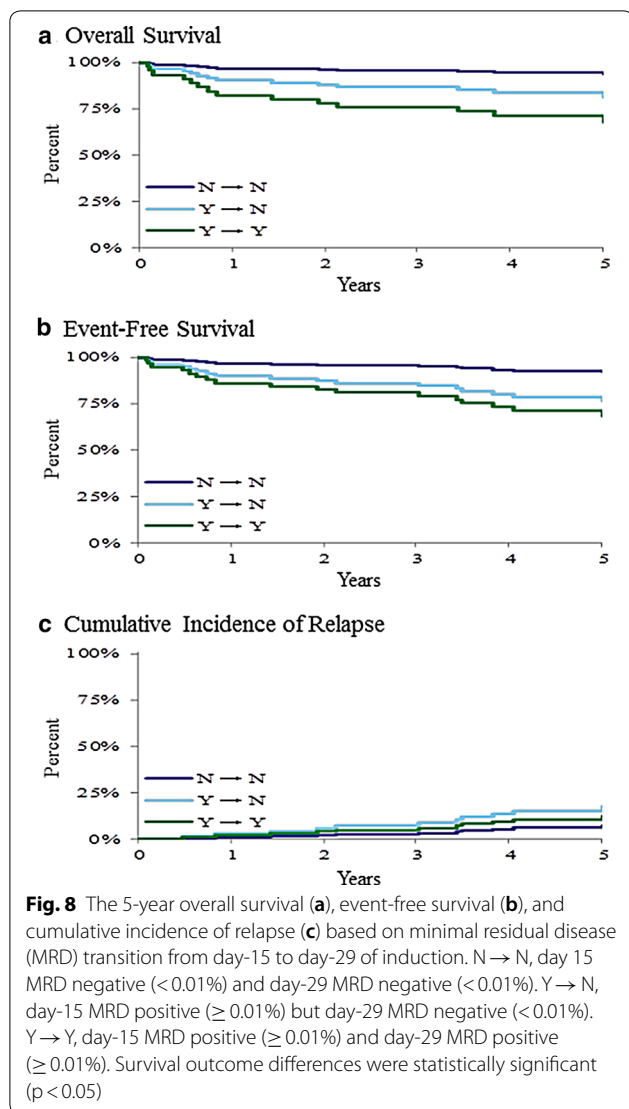 a Overall Survival
100%
75%
50%
25%
0%
Percent
N → N
Y → N
Y → Y
0 1 2 3 4 5
Years
b Event-Free Survival
100%
75%
50%
25%
0%
Percent
N → N
Y → N
Y → Y
0 1 2 3 4 5
Years
c Cumulative Incidence of Relapse
100%
75%
50%
25%
0%
Percent
N → N
Y → N
Y → Y
0 1 2 3 4 5
Years
Fig. 8 The 5-year overall survival (a), event-free survival (b), and
cumulative incidence of relapse (c) based on minimal residual disease
(MRD) transition from day-15 to day-29 of induction. N → N, day 15
MRD negative (< 0.01%) and day-29 MRD negative (< 0.01%). Y → N,
day-15 MRD positive (≥ 0.01%) but day-29 MRD negative (< 0.01%).
Y → Y, day-15 MRD positive (≥ 0.01%) and day-29 MRD positive
(≥ 0.01%). Survival outcome differences were statistically significant
(p < 0.05)